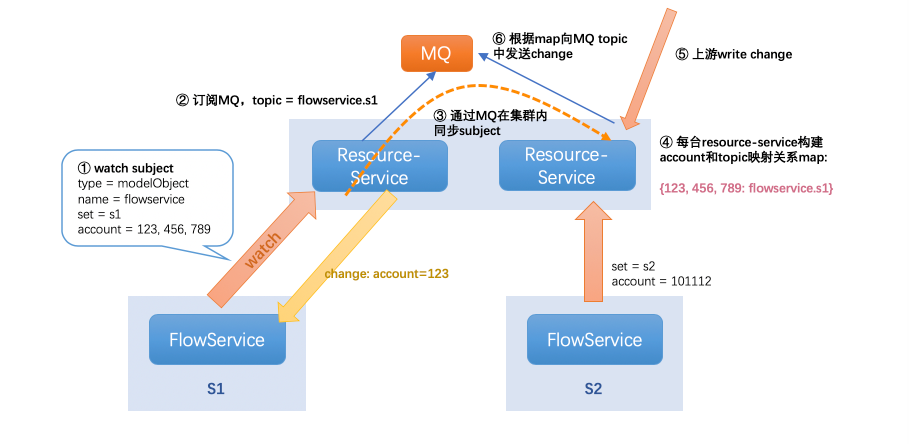 ⑥ 根据map向MQ topic
中发送change
MQ
⑤ 上游write change
② 订阅MQ，topic = flowservice.s1
③ 通过MQ在集群内
同步subject
④ 每台resource-service构建
account和topic映射关系map:
{123, 456, 789: flowservice.s1}
Resource-
Service
Resource-
Service
① watch subject
type = modelObject
name = flowservice
set = s1
account = 123, 456, 789
watch
change: account=123
set = s2
account = 101112
FlowService
S1
FlowService
S2